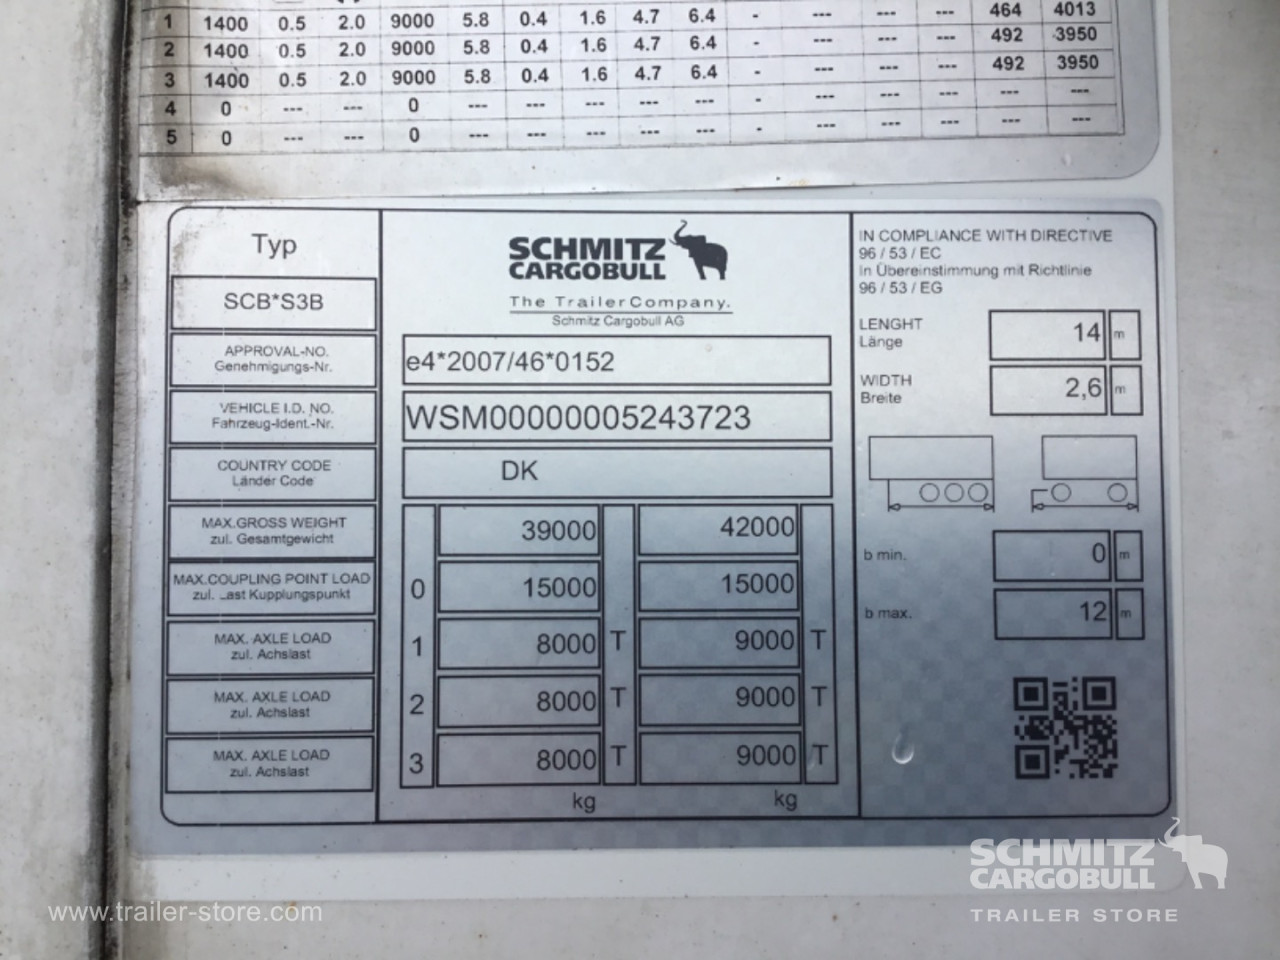 1 1400 0.5 2.0 9000 5.8 0.4 1.6 4.7 6.4 - --- --- --- 464 4013
2 1400 0.5 2.0 9000 5.8 0.4 1.6 4.7 6.4 - --- --- --- 492 3950
3 1400 0.5 2.0 9000 5.8 0.4 1.6 4.7 6.4 - --- --- --- 492 3950
4 0 --- --- 0 --- --- --- --- --- - --- --- --- --- ---
5 0 --- --- 0 --- --- --- --- --- - --- --- --- --- ---
Typ
SCB*S3B
SCHMITZ
CARGOBULL
The TrailerCompany.
Schmitz Cargobull AG
APPROVAL-NO.
Genehmigungs-Nr.
e4*2007/46*0152
VEHICLE I.D. NO.
Fahrzeug-Ident.-Nr.
WSM00000005243723
COUNTRY CODE
Länder Code
DK
MAX.GROSS WEIGHT
zul. Gesamtgewicht
39000 42000
MAX.COUPLING POINT LOAD
zul. Last Kupplungspunkt
0 15000 15000
MAX. AXLE LOAD
zul. Achslast
1 8000 T 9000 T
MAX. AXLE LOAD
zul. Achslast
2 8000 T 9000 T
MAX. AXLE LOAD
zul. Achslast
3 8000 T 9000 T
kg kg
IN COMPLIANCE WITH DIRECTIVE
96 / 53 / EC
In Übereinstimmung mit Richtlinie
96 / 53 / EG
LENGHT
Länge
14 m
WIDTH
Breite
2,6 m
b min. 0 m
b max. 12 m
SCHMITZ
CARGOBULL
TRAILER STORE
www.trailer-store.com